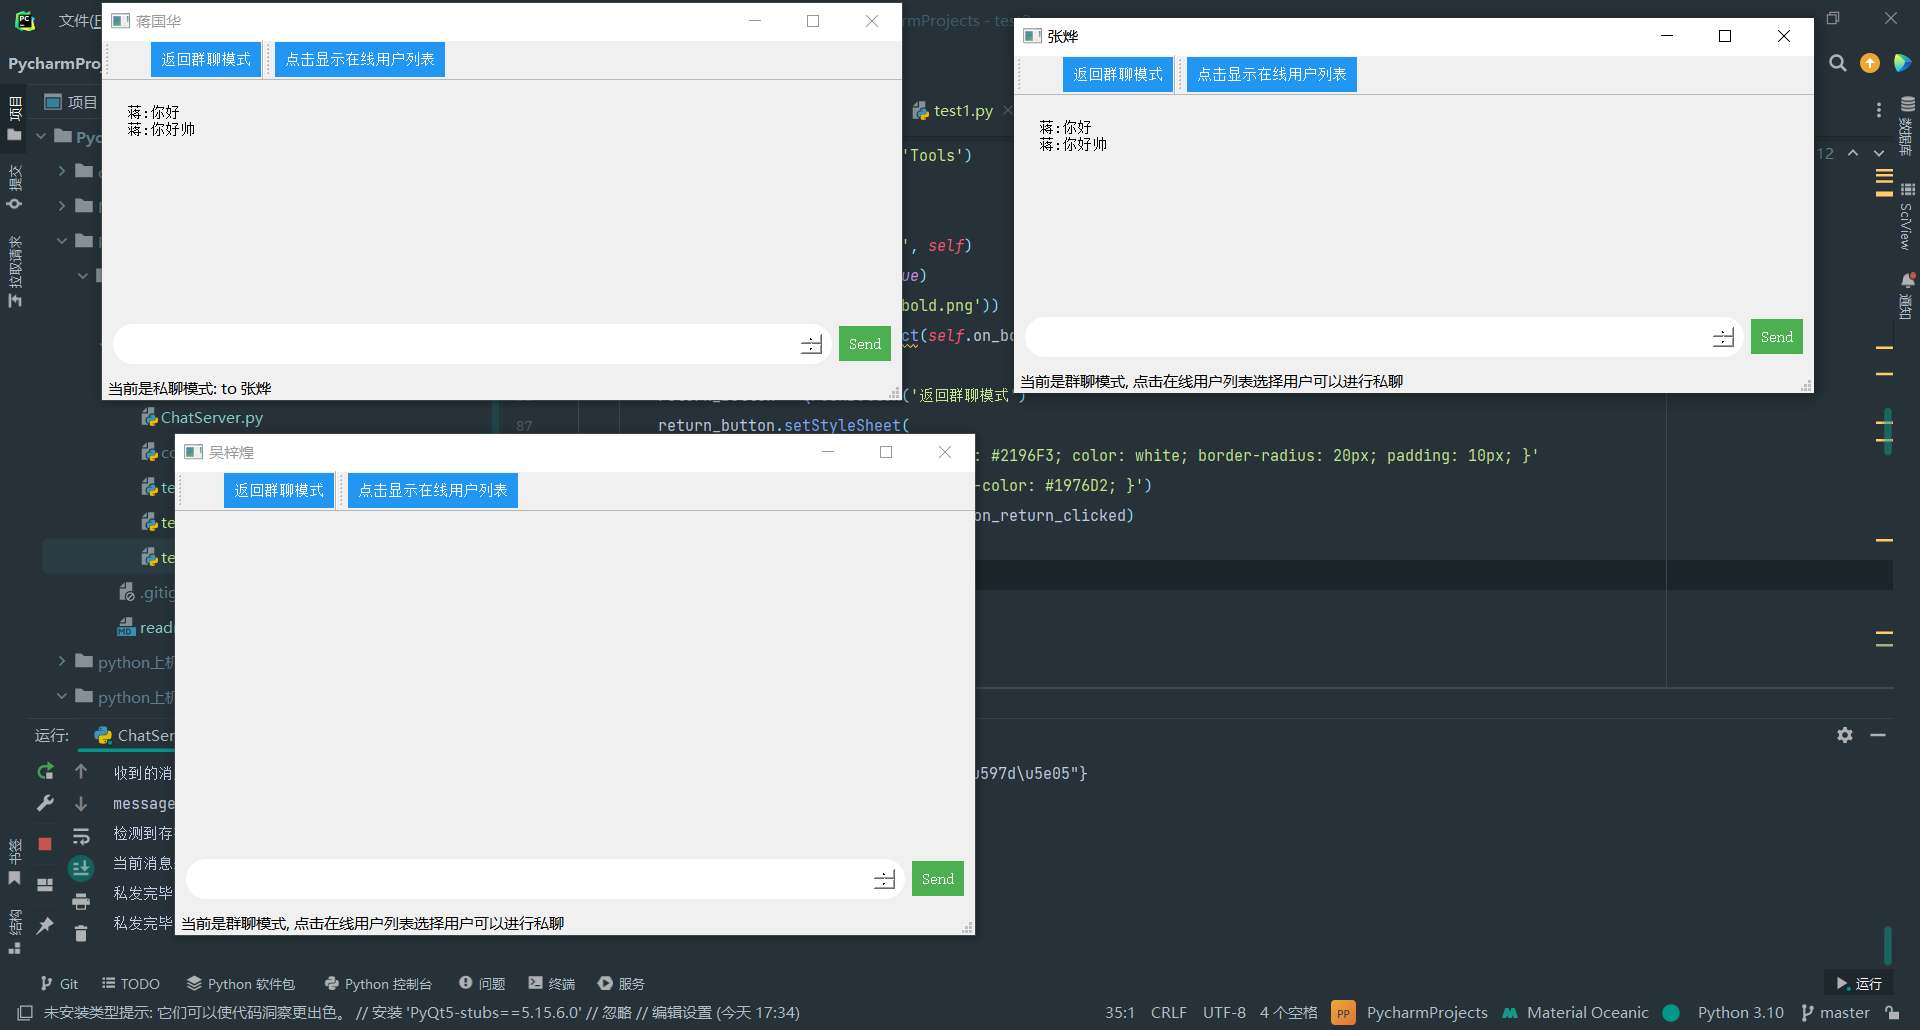 文件(F
蒋国华
返回群聊模式
点击显示在线用户列表
蒋:你好
蒋:你好帅
Send
当前是私聊模式: to 张烨
rmProjects - tes
张烨
返回群聊模式
点击显示在线用户列表
蒋:你好
蒋:你好帅
Send
当前是群聊模式, 点击在线用户列表选择用户可以进行私聊
PycharmProj
项目
项目
提交
拉取请求
书签
结构
Pyc
ChatServer.py
co
te
te
te
.gitig
read
python上机
python上机
test1.py
12
数据库
SciView
通知
'Tools')
', self)
ue)
bold.png'))
ct(self.on_bo
('返回群聊模式')
87
return_button.setStyleSheet(
: #2196F3; color: white; border-radius: 20px; padding: 10px; }'
-color: #1976D2; }')
on_return_clicked)
吴梓煌
返回群聊模式
点击显示在线用户列表
Send
当前是群聊模式, 点击在线用户列表选择用户可以进行私聊
运行:
ChatSer
收到的消
u597d\u5e05"}
message
检测到存
当前消息
私发完毕
私发完毕
Git
TODO
Python 软件包
Python 控制台
问题
终端
服务
运行
未安装类型提示: 它们可以使代码洞察更出色。 // 安装 'PyQt5-stubs==5.15.6.0' // 忽略 // 编辑设置 (今天 17:34)
35:1
CRLF
UTF-8
4 个空格
PP
PycharmProjects
Material Oceanic
Python 3.10
master